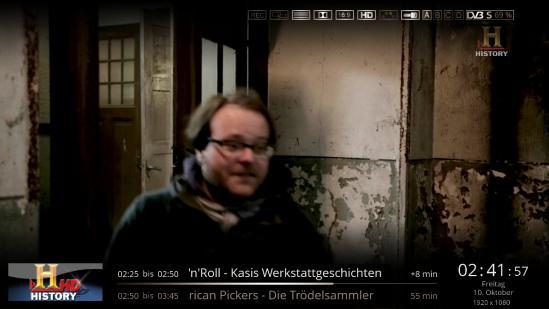 16:9 HD A B C D DVB S 69 %
H
HISTORY
02:25 bis 02:50 'n'Roll - Kasis Werkstattgeschichten +8 min
02:41:57
Freitag
10. Oktober
1920 x 1080
H HD
HISTORY
02:50 bis 03:45 rican Pickers - Die Trödelsammler 55 min